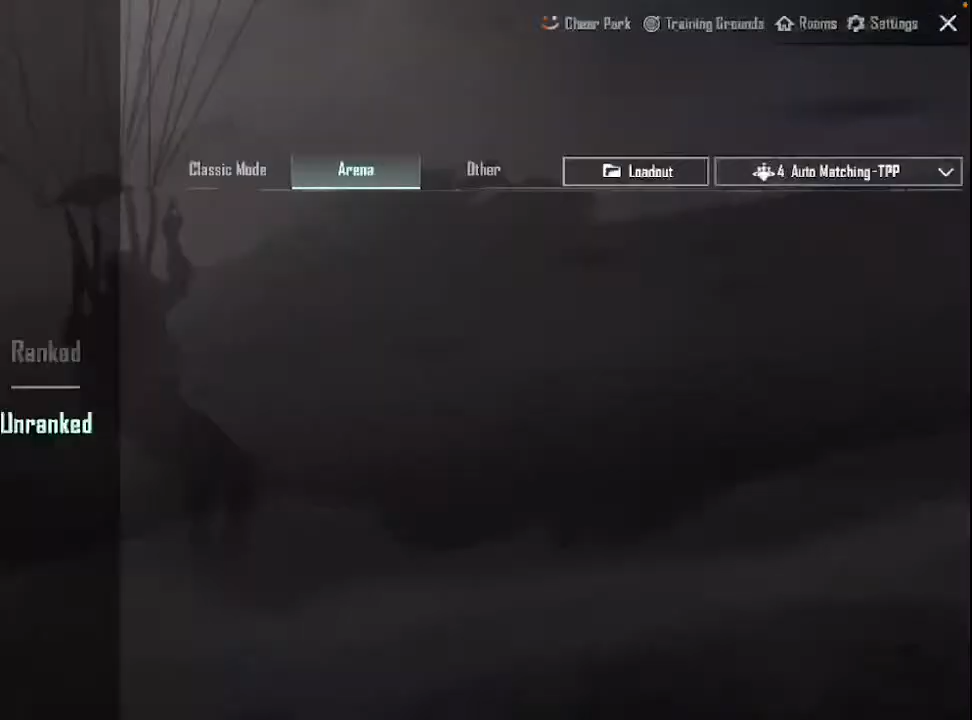 Cheer Park Training Grounds Rooms Settings
Classic Mode Arena Other Loadout 4 Auto Matching-TPP
Ranked
Unranked